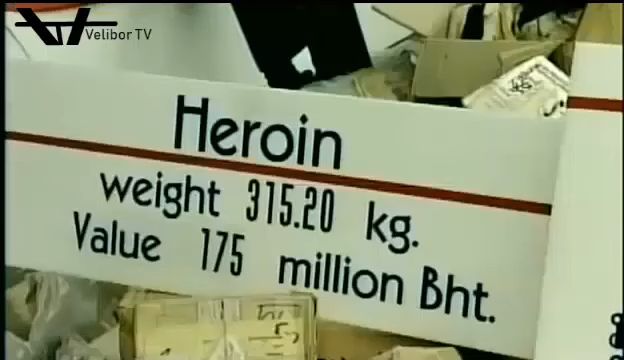 Velibor TV
Heroin
weight 315.20 kg.
Value 175 million Bht.